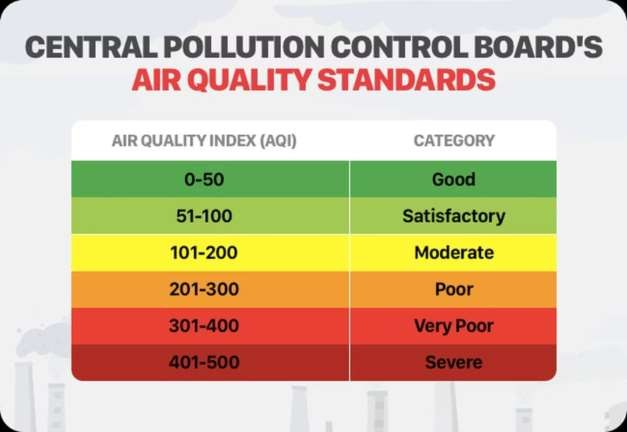 CENTRAL POLLUTION CONTROL BOARD'S
AIR QUALITY STANDARDS
AIR QUALITY INDEX (AQI) CATEGORY
0-50 Good
51-100 Satisfactory
101-200 Moderate
201-300 Poor
301-400 Very Poor
401-500 Severe